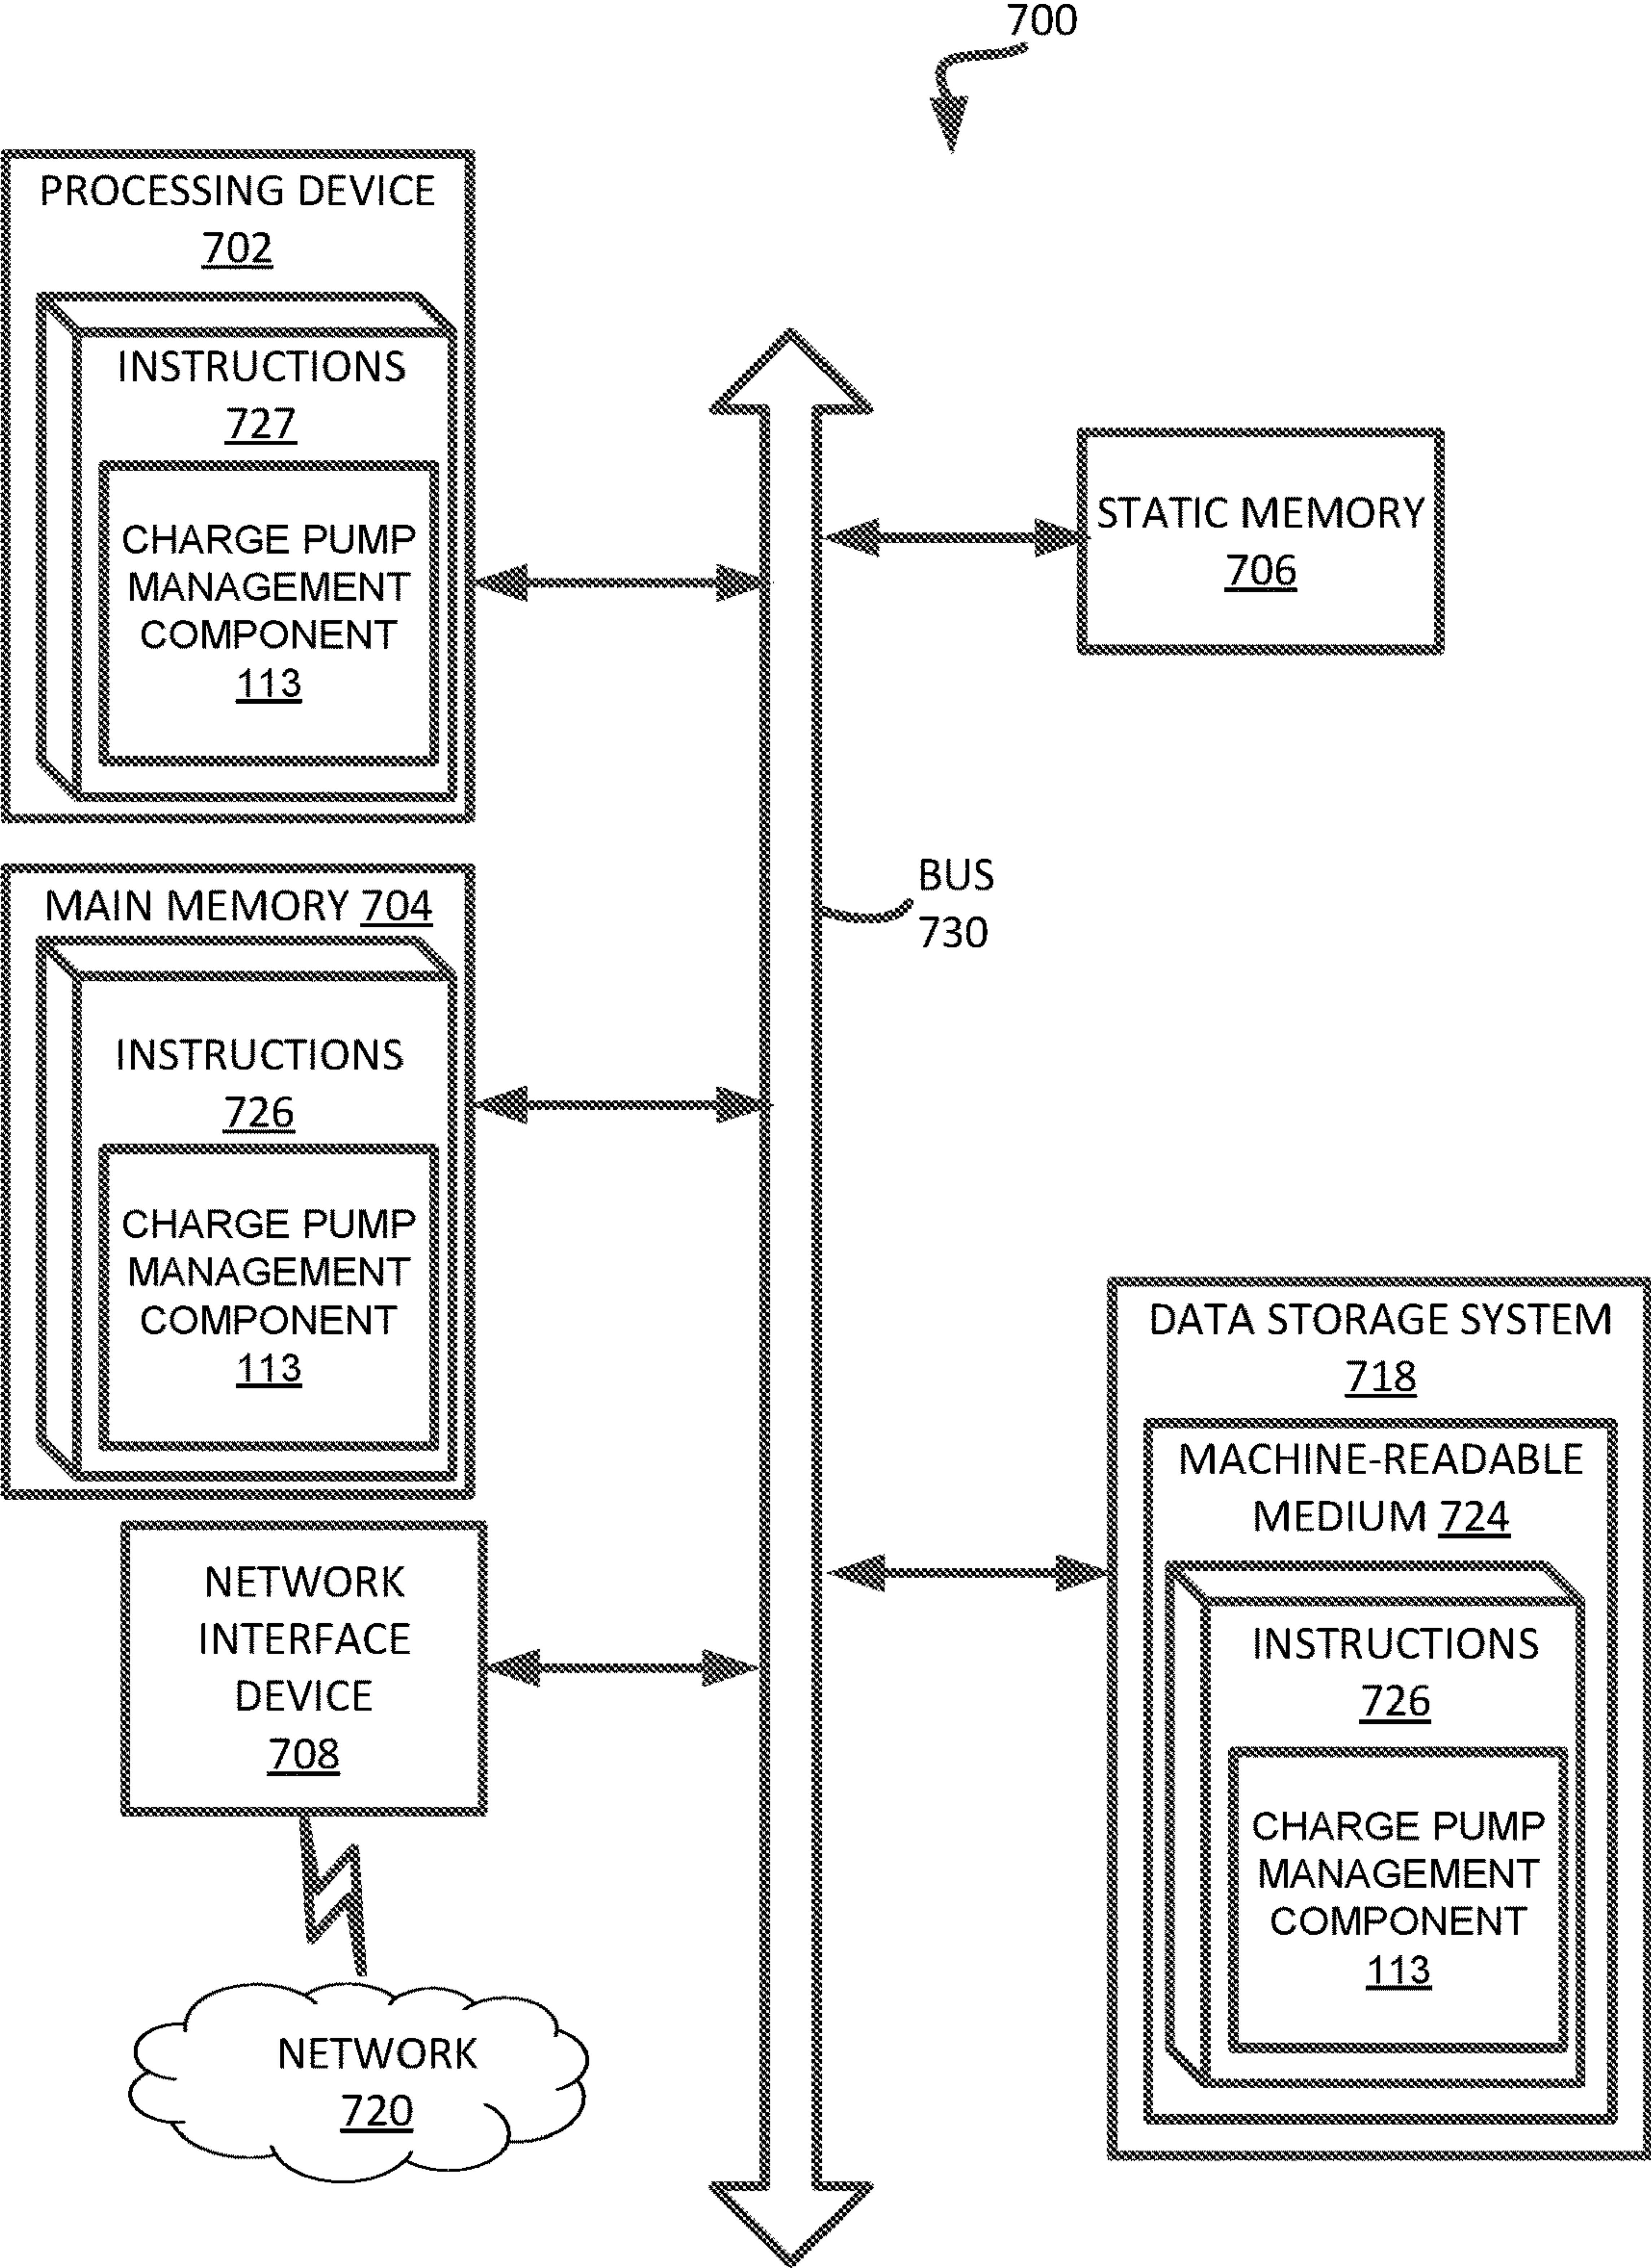 700
PROCESSING DEVICE
702
INSTRUCTIONS
727
CHARGE PUMP
MANAGEMENT
COMPONENT
113
STATIC MEMORY
706
BUS
730
MAIN MEMORY 704
INSTRUCTIONS
726
CHARGE PUMP
MANAGEMENT
COMPONENT
113
DATA STORAGE SYSTEM
718
MACHINE-READABLE
MEDIUM 724
INSTRUCTIONS
726
CHARGE PUMP
MANAGEMENT
COMPONENT
113
NETWORK
INTERFACE
DEVICE
708
NETWORK
720